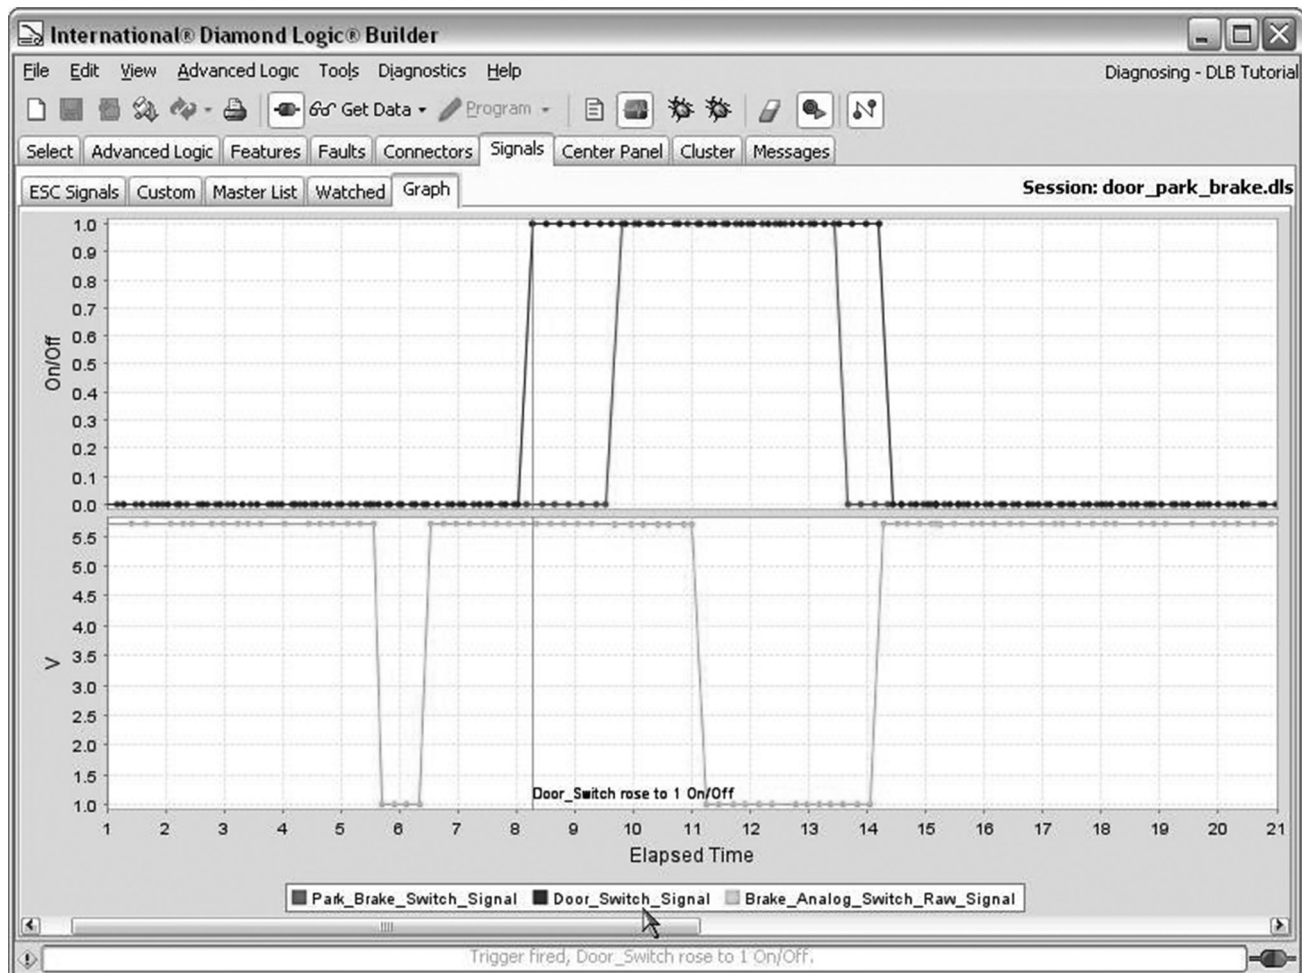 International® Diamond Logic® Builder
File Edit View Advanced Logic Tools Diagnostics Help Diagnosing - DLB Tutorial
Get Data Program
Select Advanced Logic Features Faults Connectors Signals Center Panel Cluster Messages
ESC Signals Custom Master List Watched Graph Session: door_park_brake.dls
On/Off
1.0
0.9
0.8
0.7
0.6
0.5
0.4
0.3
0.2
0.1
0.0
V
5.5
5.0
4.5
4.0
3.5
3.0
2.5
2.0
1.5
1.0
Door_Switch rose to 1 On/Off
1 2 3 4 5 6 7 8 9 10 11 12 13 14 15 16 17 18 19 20 21
Elapsed Time
Park_Brake_Switch_Signal Door_Switch_Signal Brake_Analog_Switch_Raw_Signal
Trigger fired, Door_Switch rose to 1 On/Off.